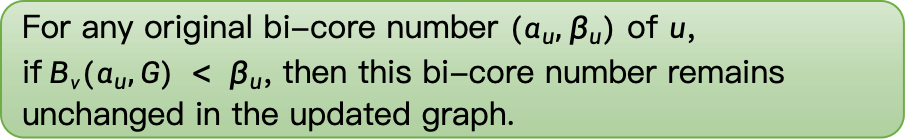 For any original bi–core number (αᵤ, βᵤ) of u,
if Bᵥ(αᵤ, G) < βᵤ, then this bi–core number remains
unchanged in the updated graph.